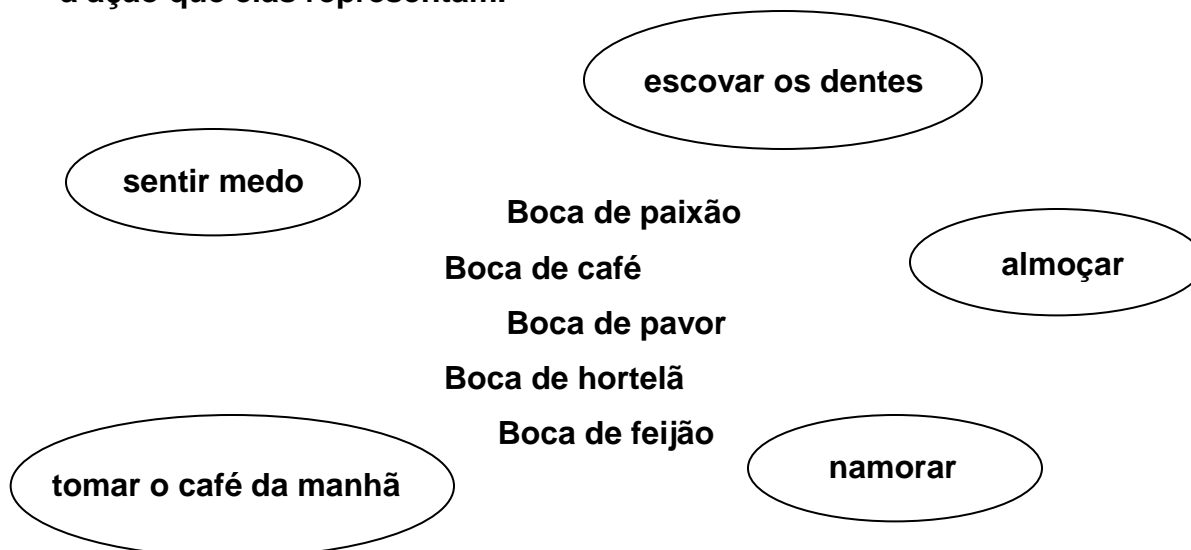 escovar os dentes
sentir medo
Boca de paixão
Boca de café
almoçar
Boca de pavor
Boca de hortelã
Boca de feijão
namorar
tomar o café da manhã